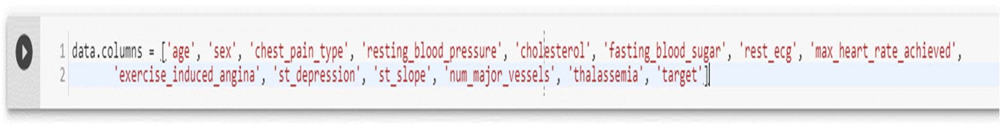 1 data.columns = ['age', 'sex', 'chest_pain_type', 'resting_blood_pressure', 'cholesterol', 'fasting_blood_sugar', 'rest_ecg', 'max_heart_rate_achieved',
2 'exercise_induced_angina', 'st_depression', 'st_slope', 'num_major_vessels', 'thalassemia', 'target']